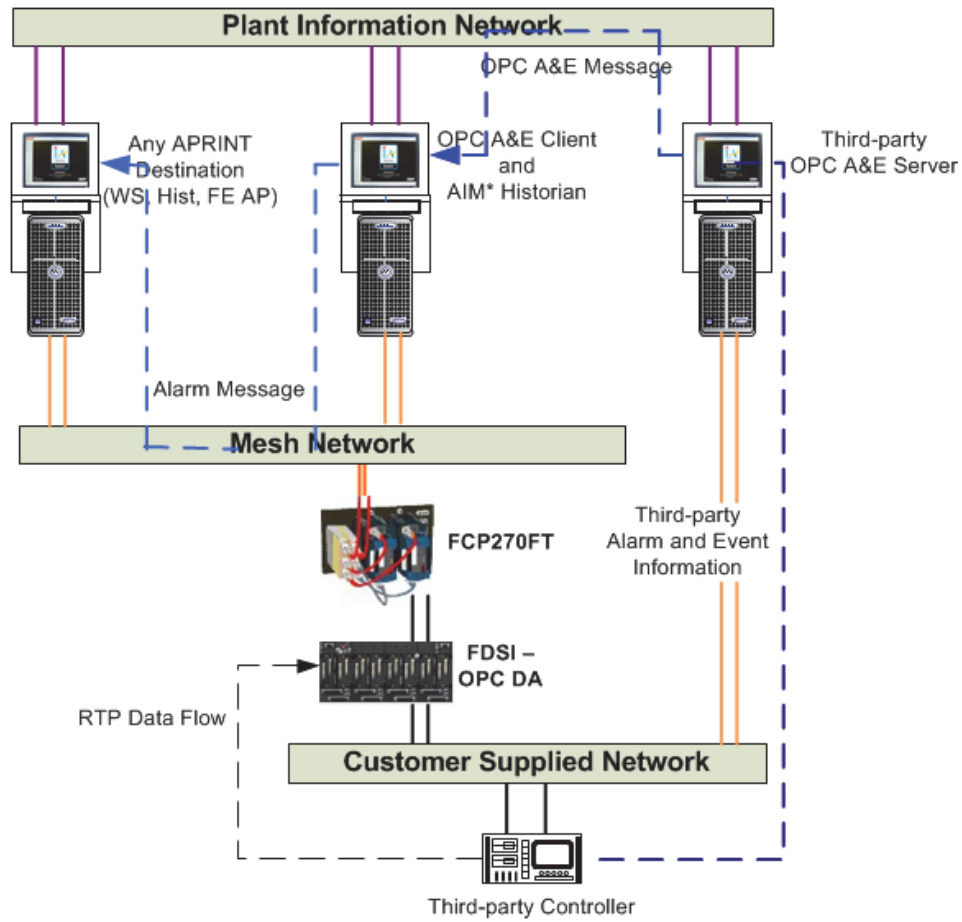 Plant Information Network
OPC A&E Message
Any APRINT
Destination
(WS, Hist, FE AP)
OPC A&E Client
and
AIM* Historian
Third-party
OPC A&E Server
Alarm Message
Mesh Network
FCP270FT
Third-party
Alarm and Event
Information
FDSI –
OPC DA
RTP Data Flow
Customer Supplied Network
Third-party Controller